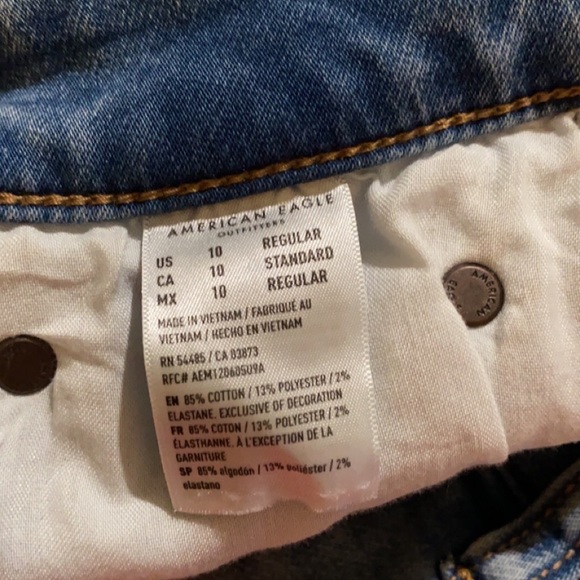 AMERICAN EAGLE
OUTFITTERS
US 10 REGULAR
CA 10 STANDARD
MX 10 REGULAR
MADE IN VIETNAM / FABRIQUÉ AU
VIETNAM / HECHO EN VIETNAM
RN 54485 / CA 03873
RFC# AEM120605U9A
EN 85% COTTON / 13% POLYESTER / 2%
ELASTANE. EXCLUSIVE OF DECORATION
FR 85% COTON / 13% POLYESTER / 2%
ÉLASTHANNE. À L'EXCEPTION DE LA
GARNITURE
SP 85% algodón / 13% poliéster / 2%
elastano
AMERICAN